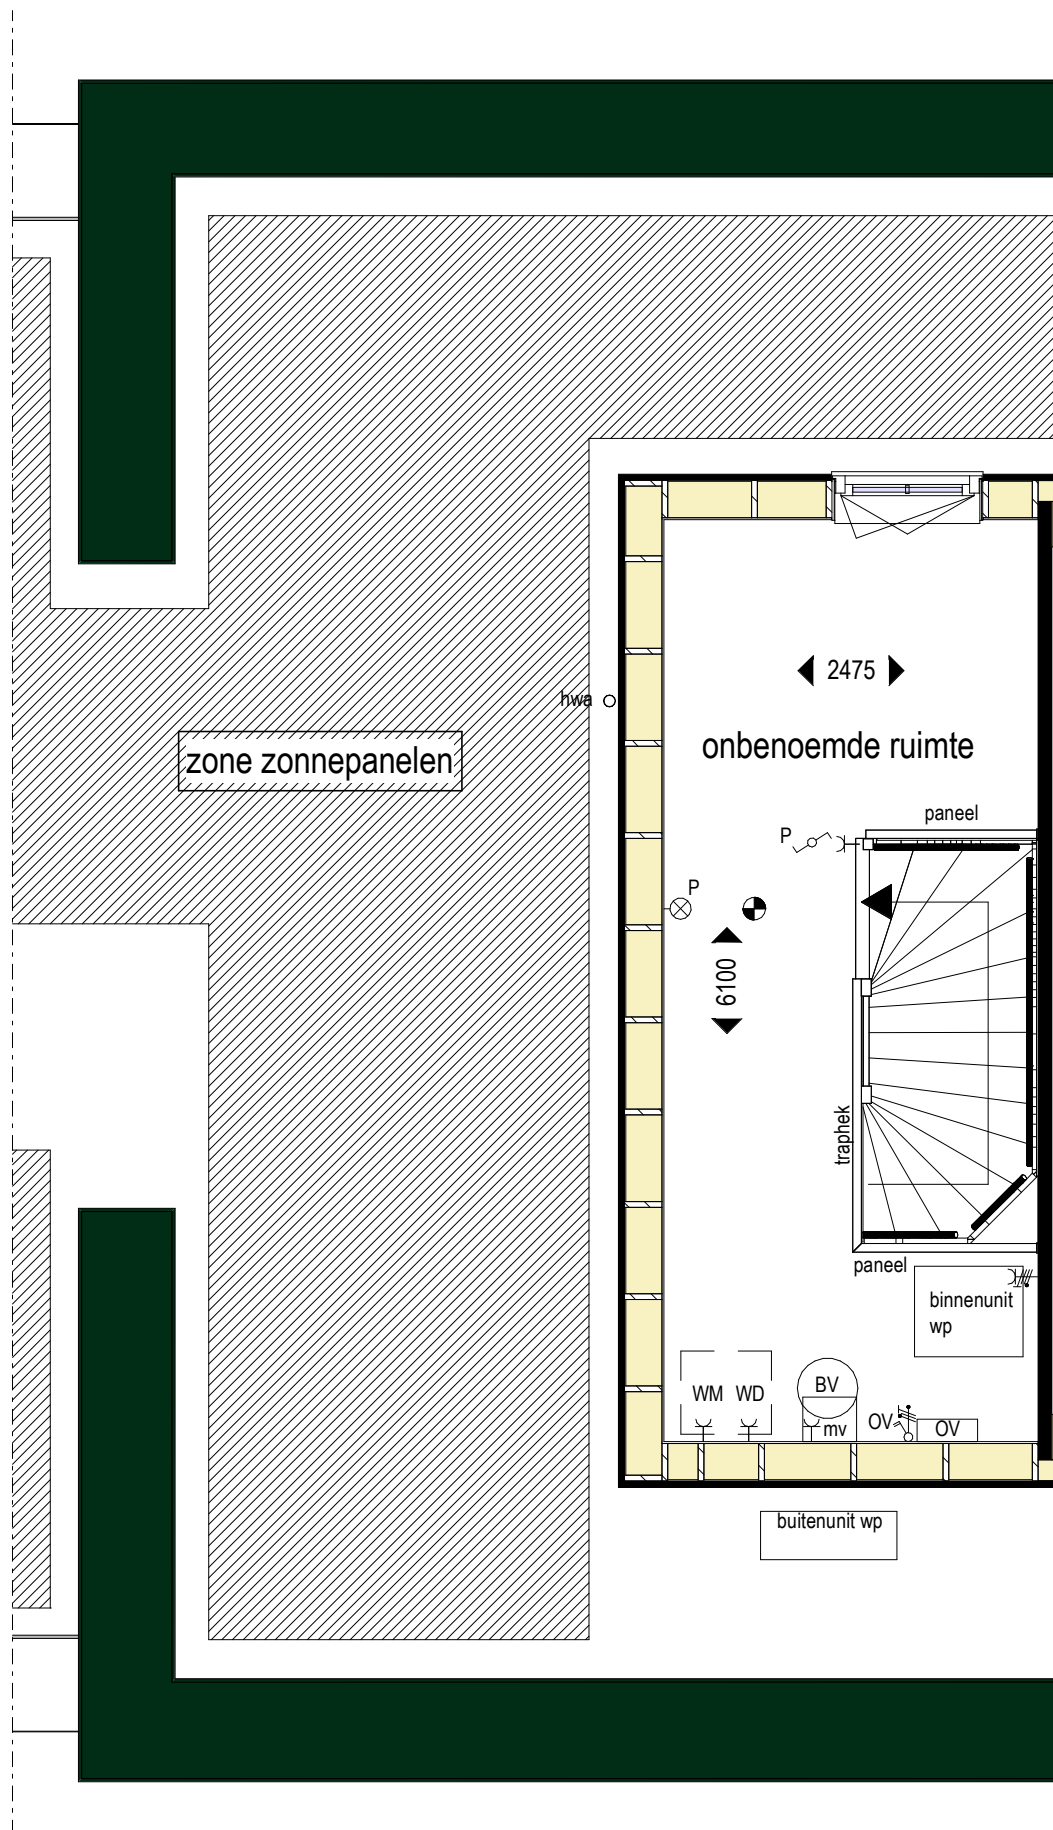 2475
hwa
onbenoemde ruimte
zone zonnepanelen
paneel
P
P
6100
traphek
paneel
binnenunit
wp
WM WD
BV
mv
OV
OV
buitenunit wp